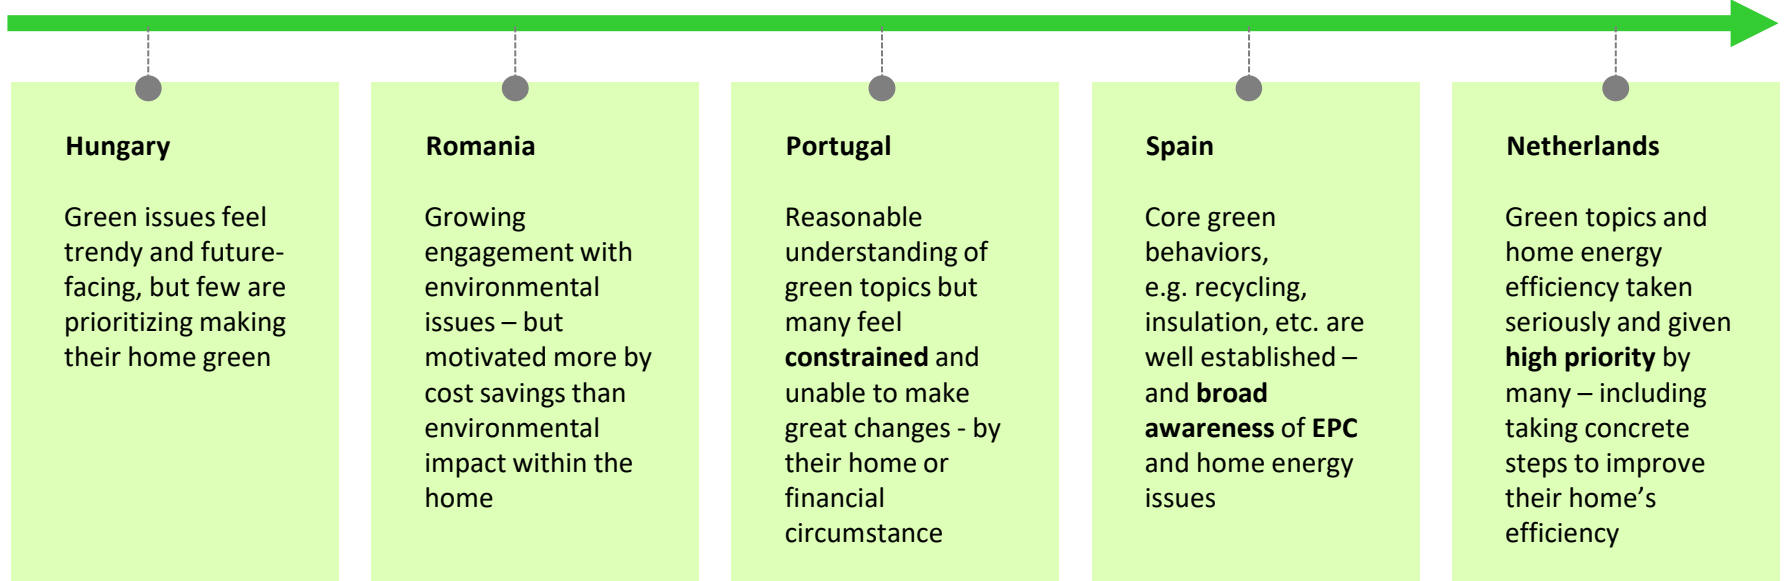 Hungary
Green issues feel
trendy and future-
facing, but few are
prioritizing making
their home green
Romania
Growing
engagement with
environmental
issues – but
motivated more by
cost savings than
environmental
impact within the
home
Portugal
Reasonable
understanding of
green topics but
many feel
constrained and
unable to make
great changes - by
their home or
financial
circumstance
Spain
Core green
behaviors,
e.g. recycling,
insulation, etc. are
well established –
and broad
awareness of EPC
and home energy
issues
Netherlands
Green topics and
home energy
efficiency taken
seriously and given
high priority by
many – including
taking concrete
steps to improve
their home’s
efficiency